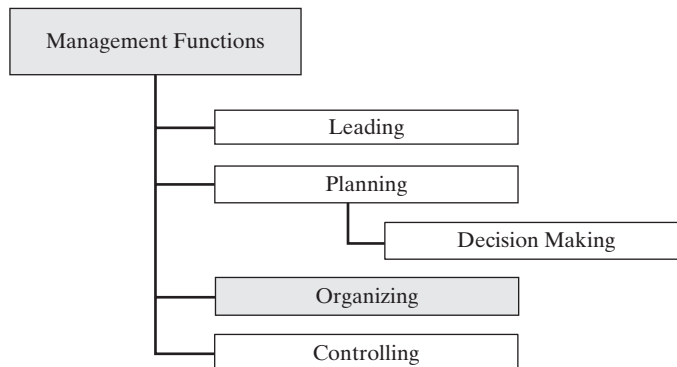 Management Functions
Leading
Planning
Decision Making
Organizing
Controlling